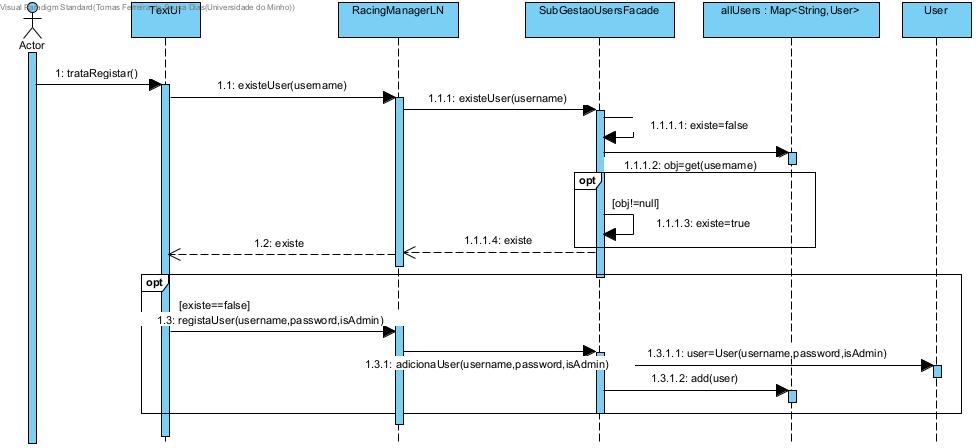 Visual Paradigm Standard(Tomas Dias(Universidade do Minho))
TextUI
RacingManagerLN
SubGestaoUsersFacade
allUsers : Map<String,User>
User
Actor
1: trataRegistar()
1.1: existeUser(username)
1.1.1: existeUser(username)
1.1.1.1: existe=false
1.1.1.2: obj=get(username)
opt
[obj!=null]
1.1.1.3: existe=true
1.1.1.4: existe
1.2: existe
opt
[existe==false]
1.3: registaUser(username,password,isAdmin)
1.3.1: adicionaUser(username,password,isAdmin)
1.3.1.1: user=User(username,password,isAdmin)
1.3.1.2: add(user)